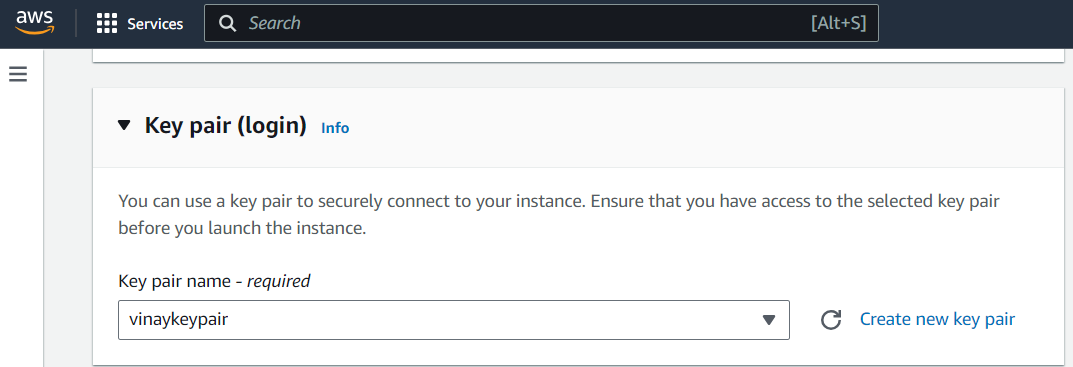 aws
Services
Search
[Alt+S]
Key pair (login)
Info
You can use a key pair to securely connect to your instance. Ensure that you have access to the selected key pair
before you launch the instance.
Key pair name - required
vinaykeypair
Create new key pair